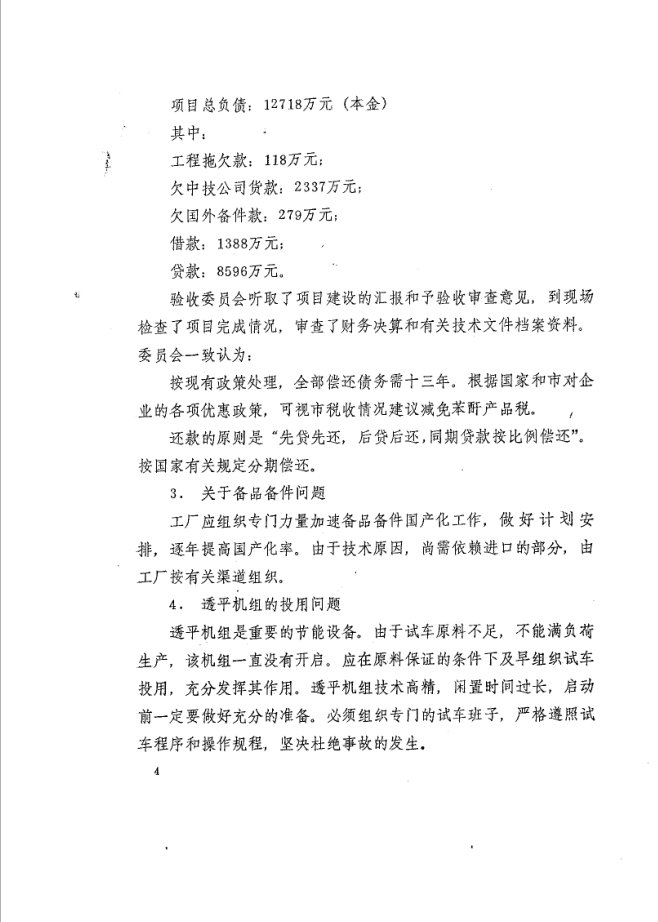 项目总负债：12718万元（本金）
其中：
工程拖欠款：118万元；
欠中技公司货款：2337万元；
欠国外备件款：279万元；
借款：1388万元；
贷款：8596万元。
验收委员会听取了项目建设的汇报和予验收审查意见，到现场
检查了项目完成情况，审查了财务决算和有关技术文件档案资料。
委员会一致认为：
按现有政策处理，全部偿还债务需十三年。根据国家和市对企
业的各项优惠政策，可视市税收情况建议减免苯酐产品税。
还款的原则是“先贷先还，后贷后还，同期贷款按比例偿还”。
按国家有关规定分期偿还。
3．关于备品备件问题
工厂应组织专门力量加速备品备件国产化工作，做好计划安
排，逐年提高国产化率。由于技术原因，尚需依赖进口的部分，由
工厂按有关渠道组织。
4．透平机组的投用问题
透平机组是重要的节能设备。由于试车原料不足，不能满负荷
生产，该机组一直没有开启。应在原料保证的条件下及早组织试车
投用，充分发挥其作用。透平机组技术高精，闲置时间过长，启动
前一定要做好充分的准备。必须组织专门的试车班子，严格遵照试
车程序和操作规程，坚决杜绝事故的发生。
4